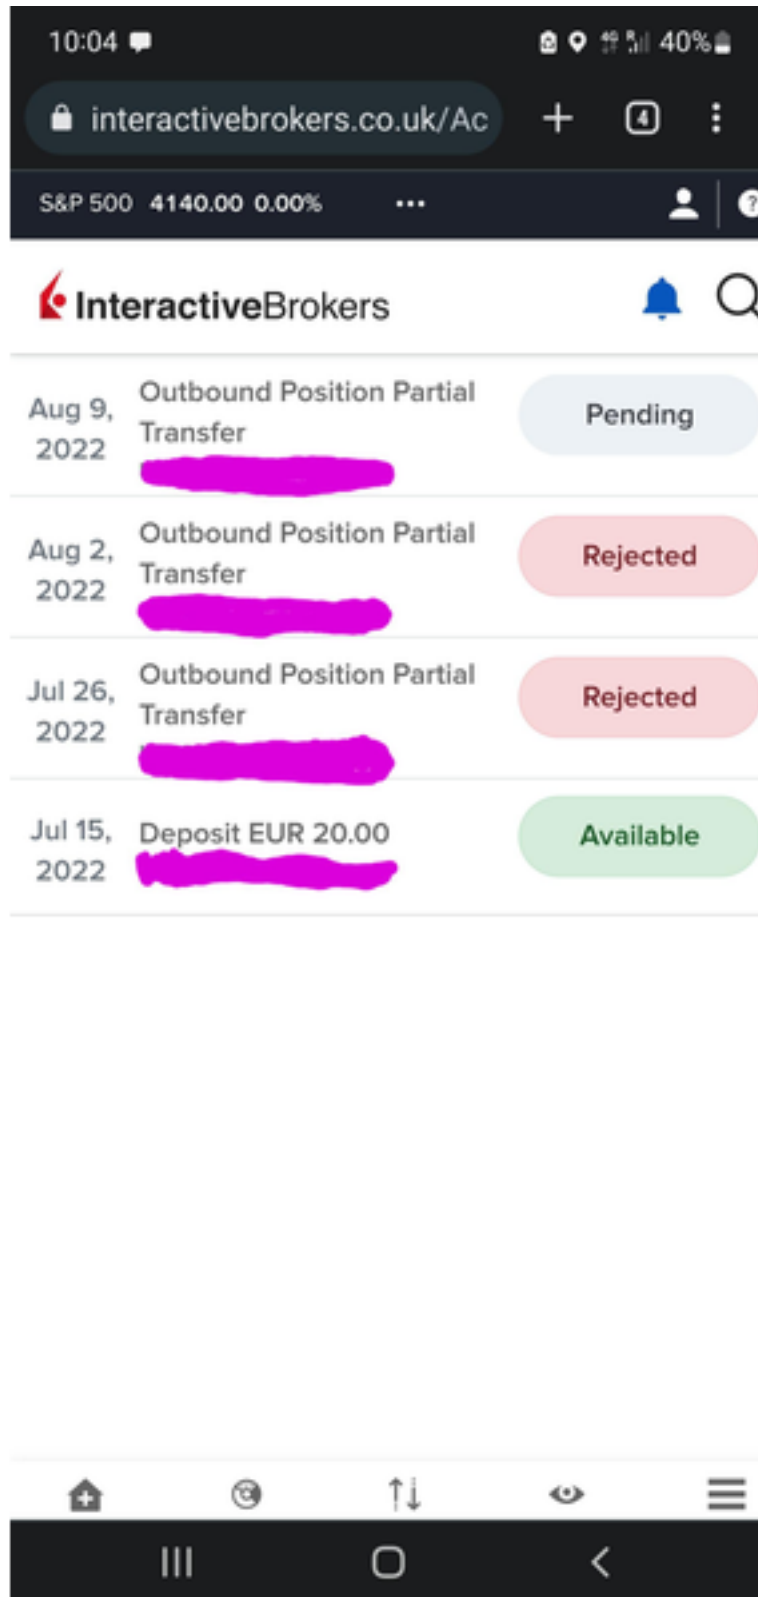 10:04 40%
interactivebrokers.co.uk/Ac 4
S&P 500 4140.00 0.00% ... ?
InteractiveBrokers
Aug 9, 2022
Outbound Position Partial
Transfer
Pending
Aug 2, 2022
Outbound Position Partial
Transfer
Rejected
Jul 26, 2022
Outbound Position Partial
Transfer
Rejected
Jul 15, 2022
Deposit EUR 20.00
Available